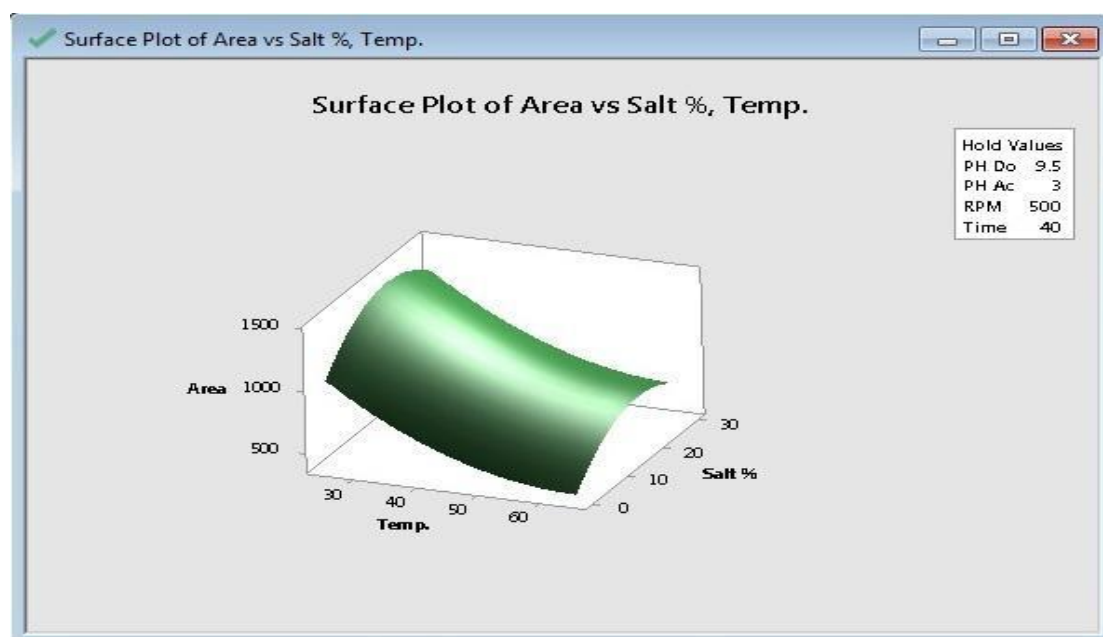 Surface Plot of Area vs Salt %, Temp.
Surface Plot of Area vs Salt %, Temp.
Hold Values
PH Do 9.5
PH Ac 3
RPM 500
Time 40
1500
Area 1000
500
30
40
50
60
Temp.
0
10
20
30
Salt %